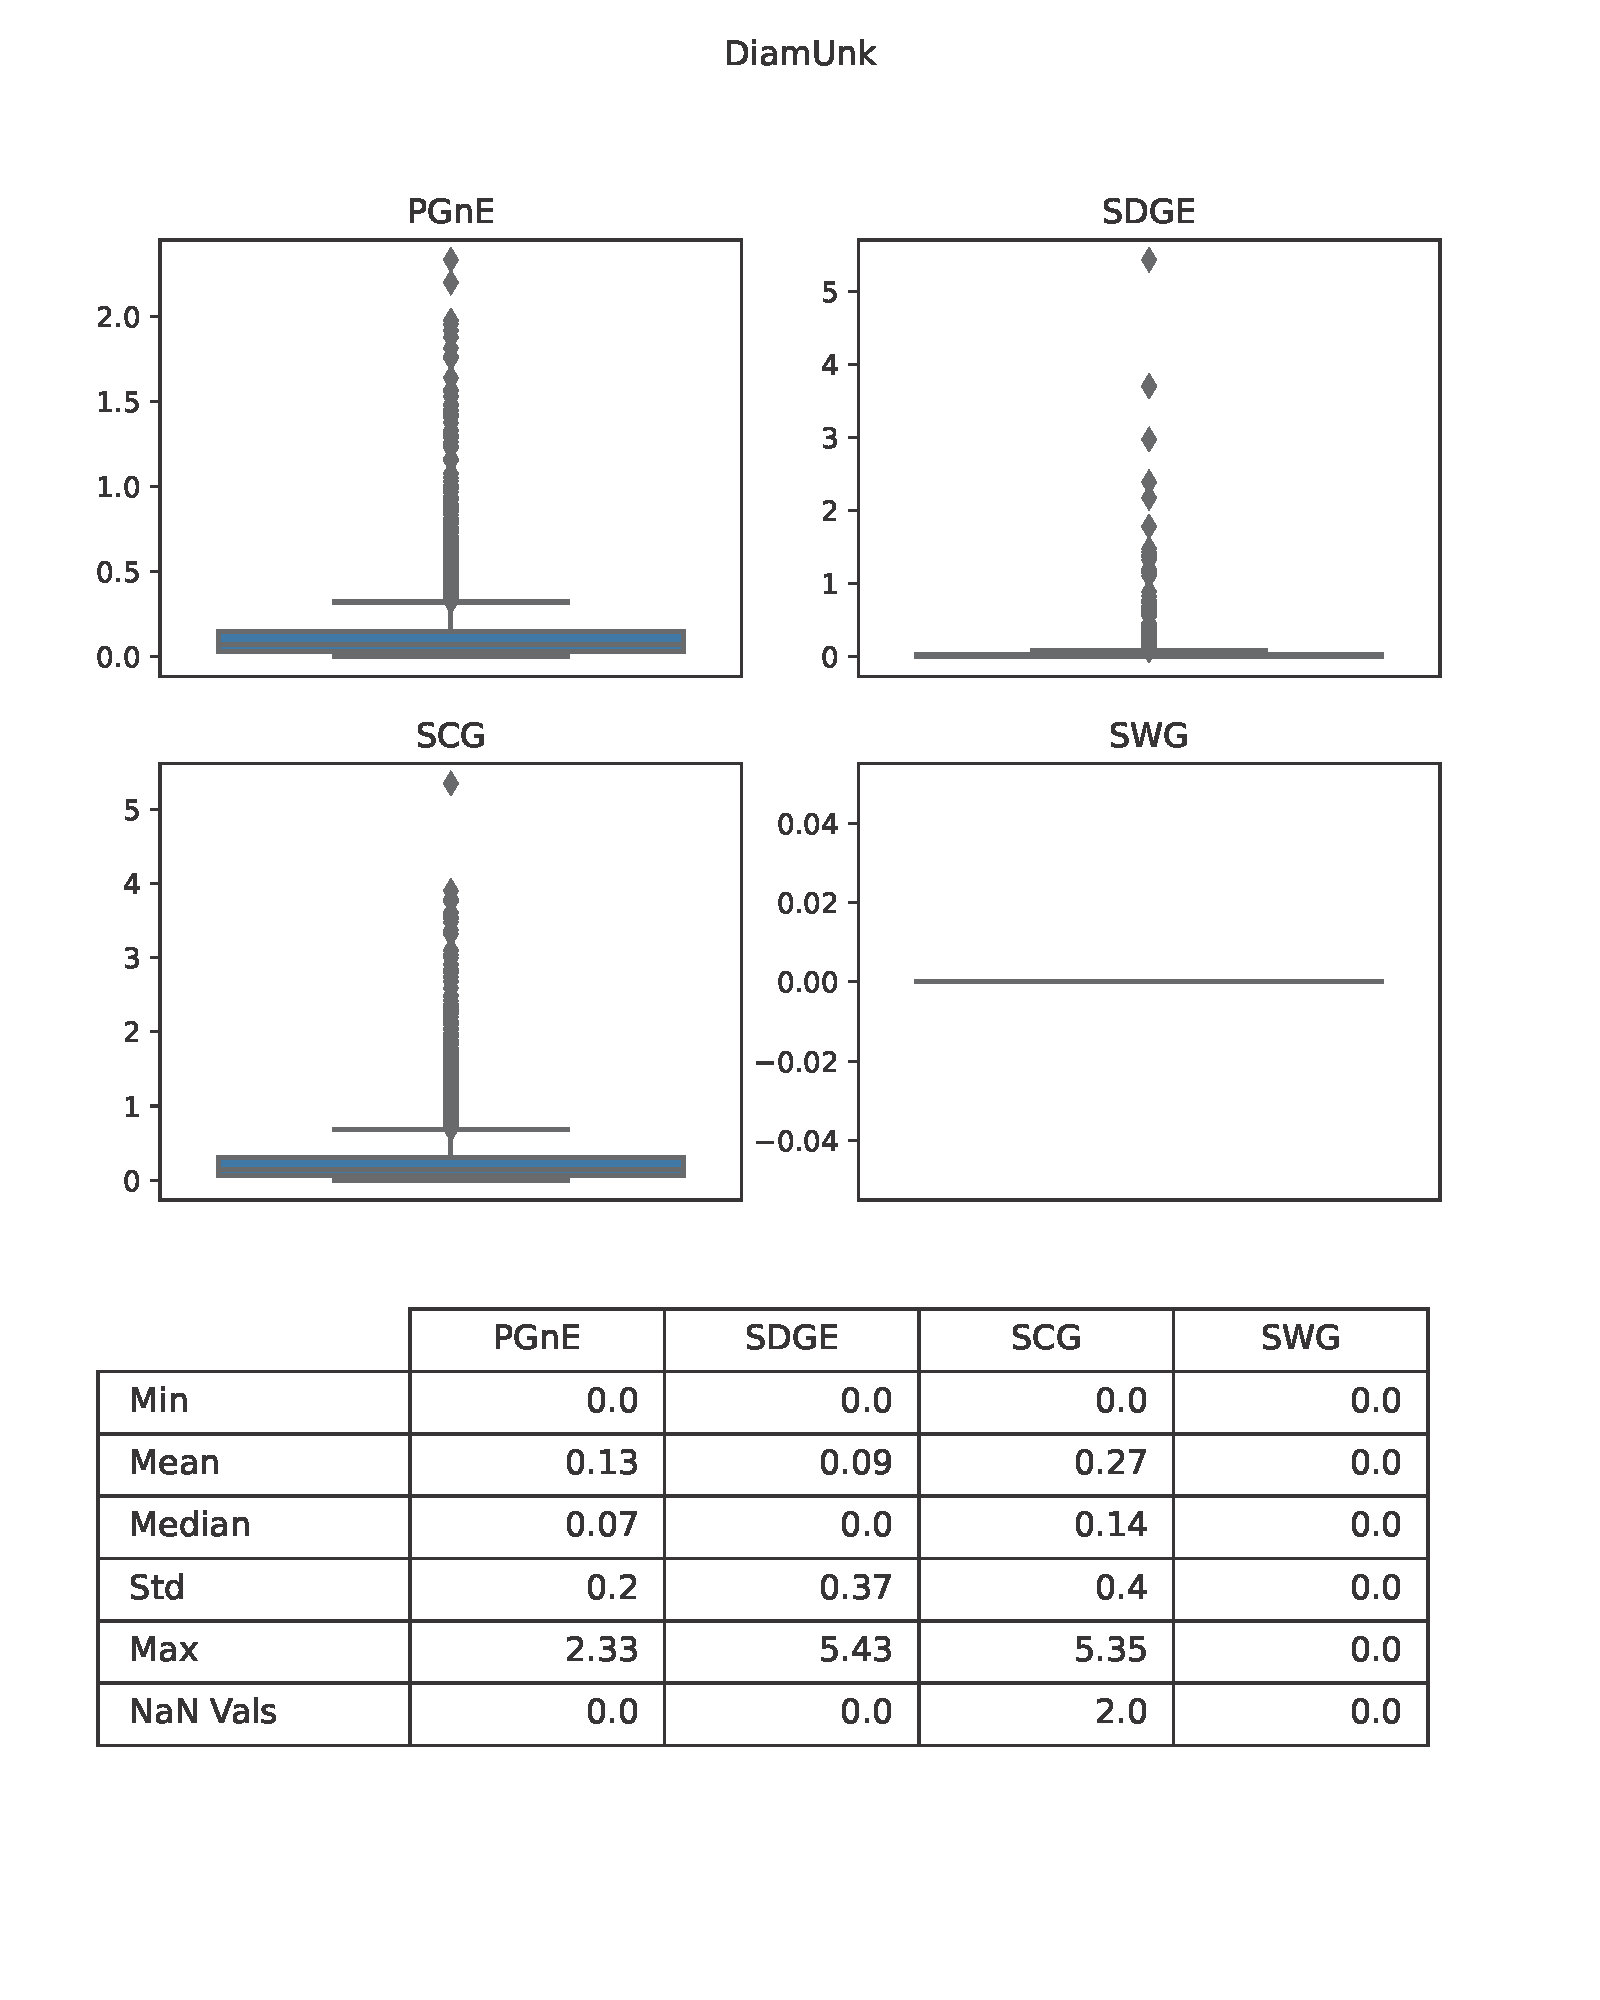 DiamUnk
PGnE
2.0
1.5
1.0
0.5
0.0
SDGE
5
4
3
2
1
0
SCG
5
4
3
2
1
0
SWG
0.04
0.02
0.00
−0.02
−0.04
PGnE SDGE SCG SWG
Min 0.0 0.0 0.0 0.0
Mean 0.13 0.09 0.27 0.0
Median 0.07 0.0 0.14 0.0
Std 0.2 0.37 0.4 0.0
Max 2.33 5.43 5.35 0.0
NaN Vals 0.0 0.0 2.0 0.0